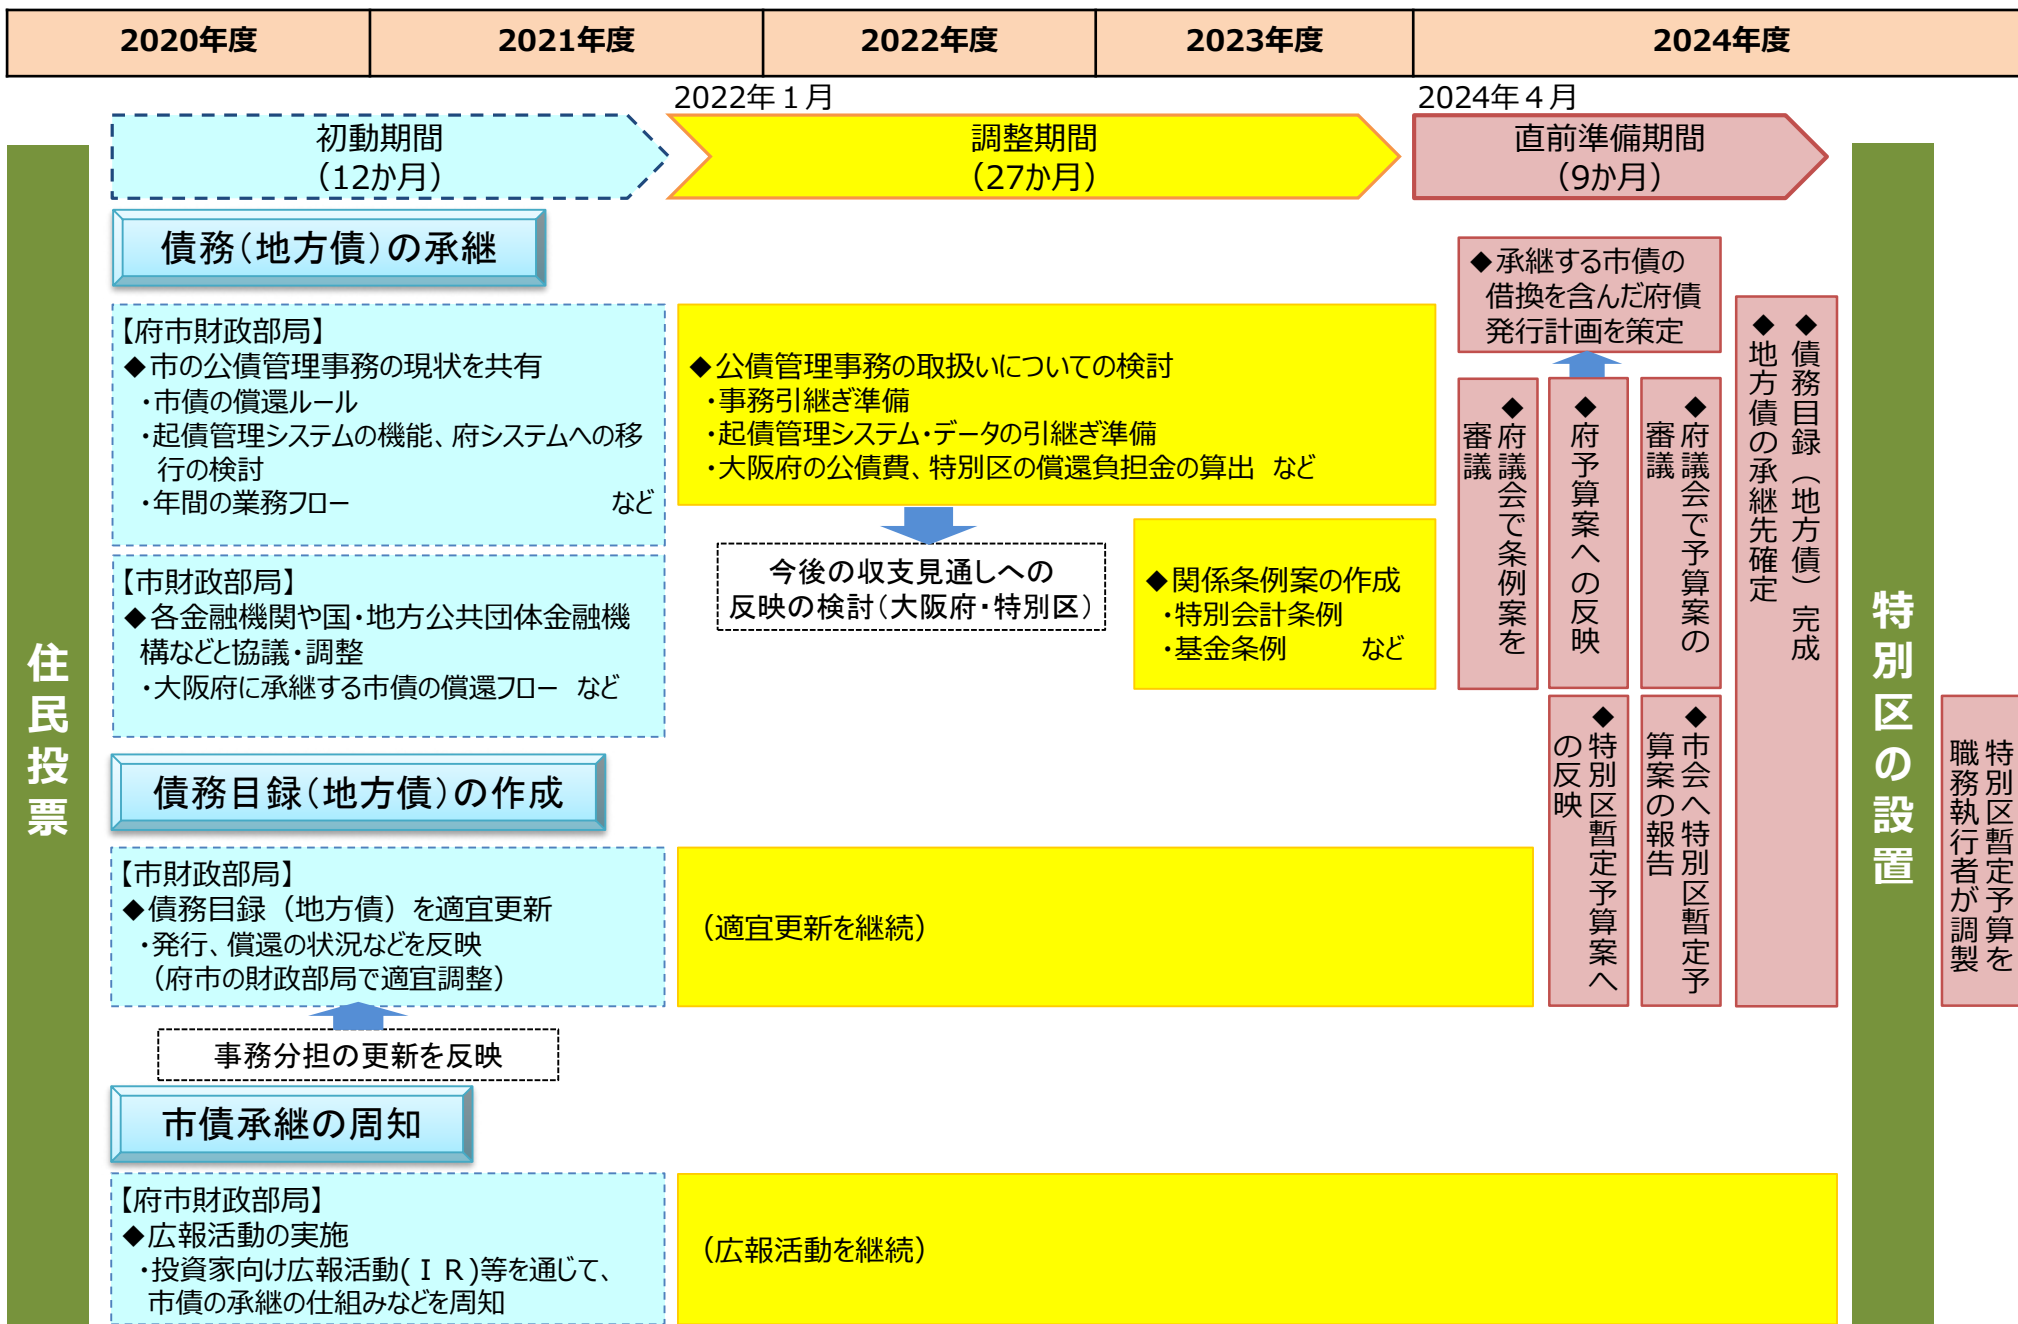 2020年度
2021年度
2022年度
2023年度
2024年度
2022年1月
2024年4月
初動期間
（12か月）
調整期間
（27か月）
直前準備期間
（9か月）
住民投票
債務（地方債）の承継
【府市財政部局】
◆市の公債管理事務の現状を共有
・市債の償還ルール
・起債管理システムの機能、府システムへの移
行の検討
・年間の業務フロー　など
【市財政部局】
◆各金融機関や国・地方公共団体金融機
構などと協議・調整
・大阪府に承継する市債の償還フロー　など
◆公債管理事務の取扱いについての検討
・事務引継ぎ準備
・起債管理システム・データの引継ぎ準備
・大阪府の公債費、特別区の償還負担金の算出　など
今後の収支見通しへの
反映の検討（大阪府・特別区）
◆関係条例案の作成
・特別会計条例
・基金条例　など
◆承継する市債の
借換を含んだ府債
発行計画を策定
◆府議会で条例案を
審議
◆府予算案への反映
◆府議会で予算案の
審議
◆特別区暫定予算案へ
の反映
◆市会へ特別区暫定予
算案の報告
◆債務目録（地方債）完成
◆地方債の承継先確定
特別区の設置
特別区暫定予算を
職務執行者が調製
債務目録（地方債）の作成
【市財政部局】
◆債務目録（地方債）を適宜更新
・発行、償還の状況などを反映
（府市の財政部局で適宜調整）
（適宜更新を継続）
事務分担の更新を反映
市債承継の周知
【府市財政部局】
◆広報活動の実施
・投資家向け広報活動(ＩＲ)等を通じて、
市債の承継の仕組みなどを周知
（広報活動を継続）